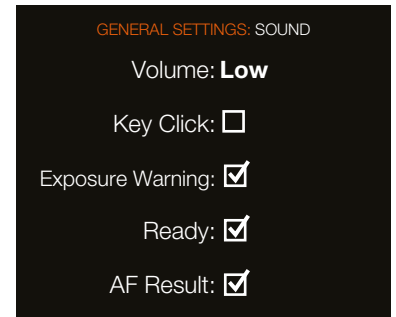 GENERAL SETTINGS: SOUND
Volume: Low
Key Click:
Exposure Warning:
Ready:
AF Result: